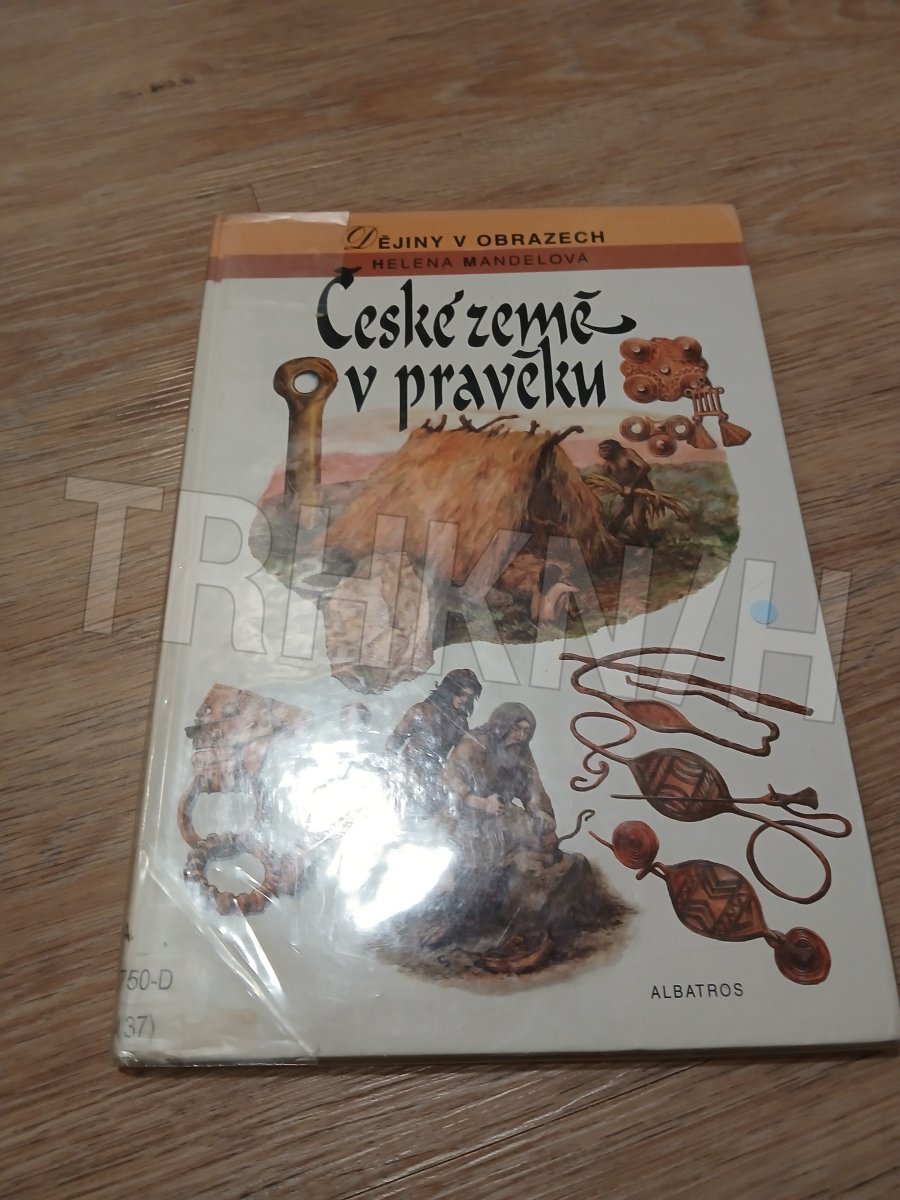 DĚJINY V OBRAZECH
HELENA MANDELOVÁ
České země
v pravěku
TRHKNIH
750-D
37)
ALBATROS